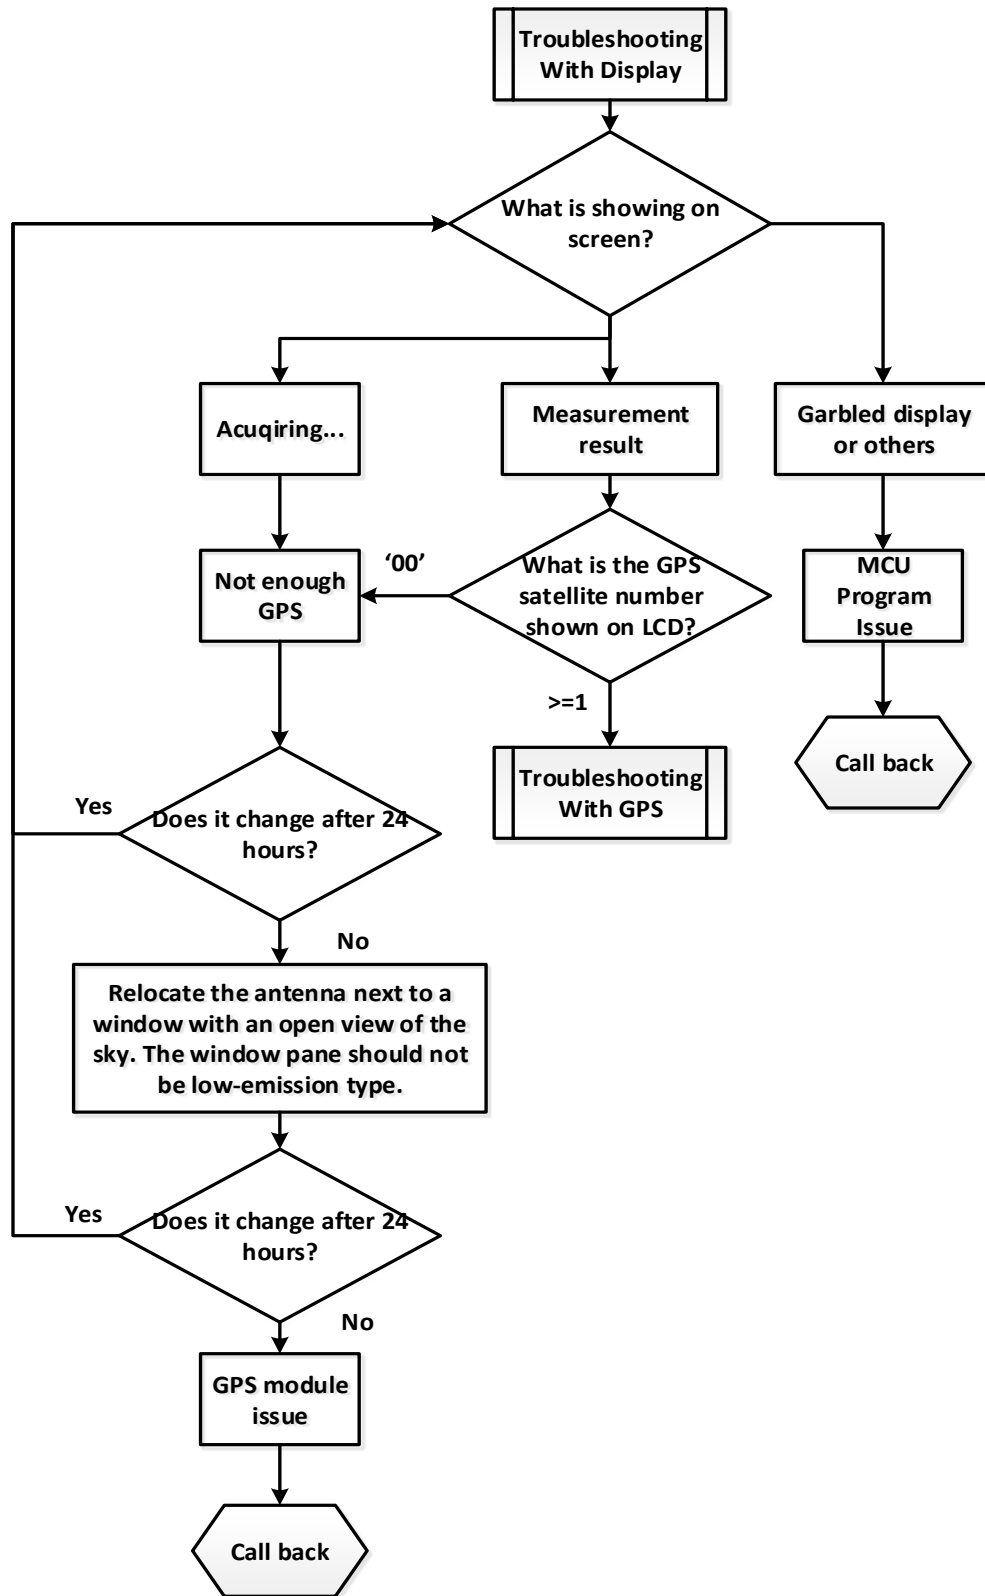 Troubleshooting
With Display
What is showing on
screen?
Acuqiring...
Measurement
result
Garbled display
or others
Not enough
GPS
‘00’
What is the GPS
satellite number
shown on LCD?
MCU
Program
Issue
>=1
Troubleshooting
With GPS
Call back
Yes
Does it change after 24
hours?
No
Relocate the antenna next to a
window with an open view of the
sky. The window pane should not
be low-emission type.
Yes
Does it change after 24
hours?
No
GPS module
issue
Call back